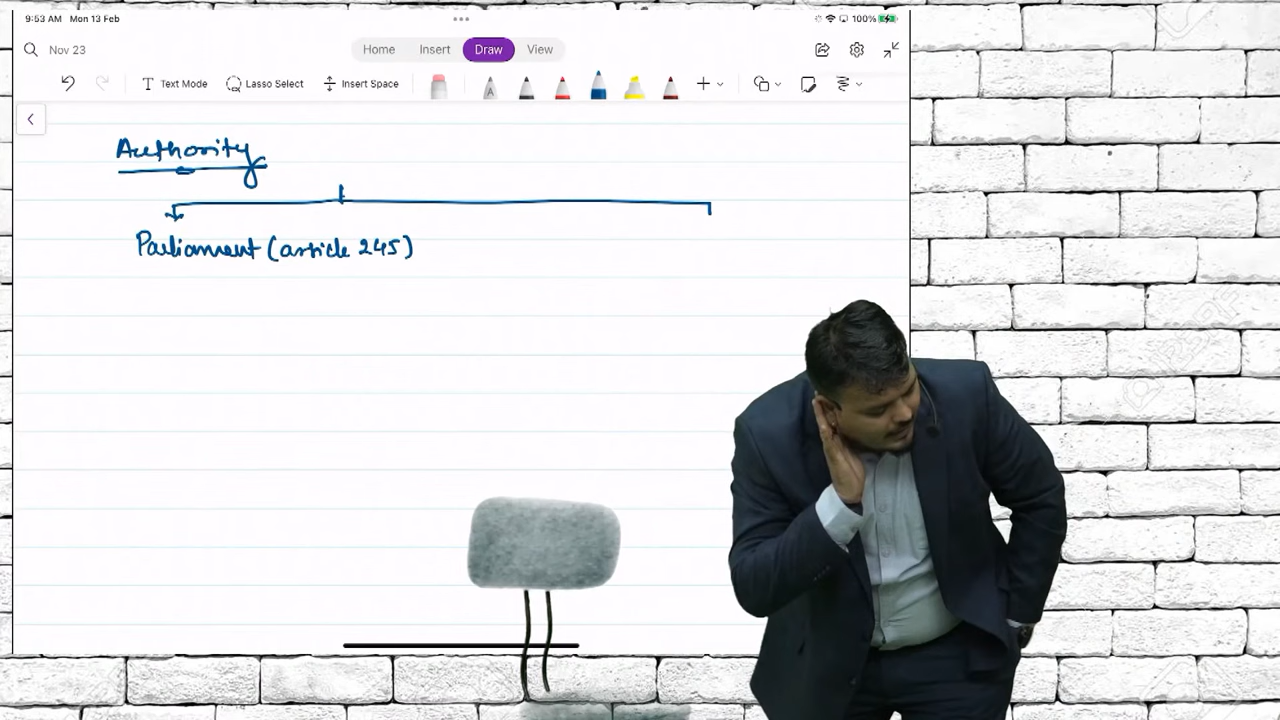 9:53 AM Mon 13 Feb
100%
Nov 23
Home Insert Draw View
Text Mode Lasso Select Insert Space
Authority
Parliament (article 245)